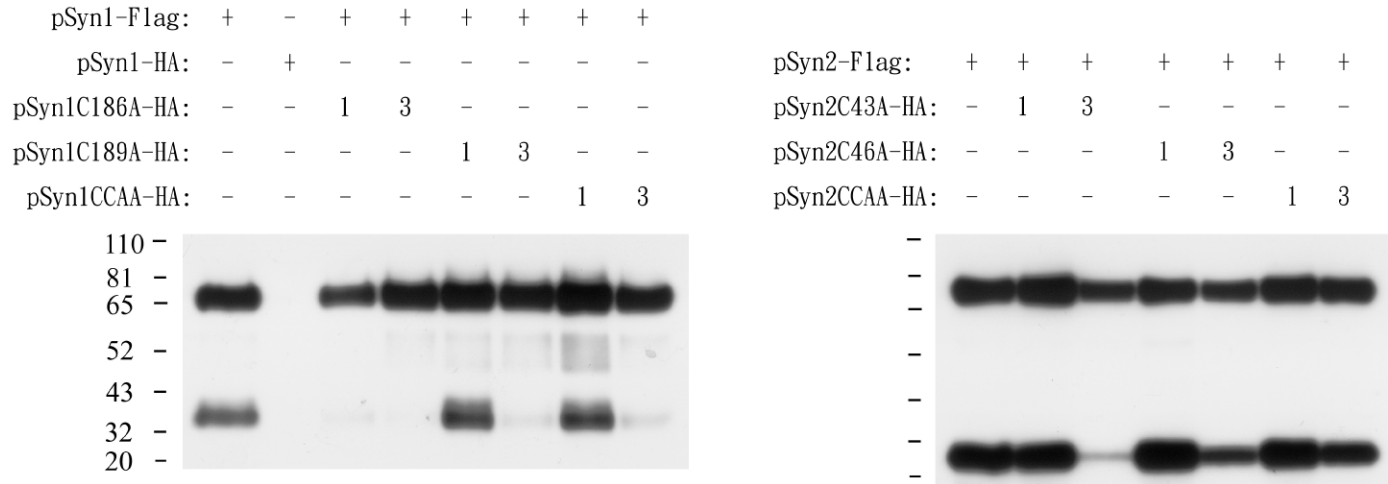 pSyn1-Flag: + - + + + + + +
pSyn1-HA: - + - - - - - -
pSyn1C186A-HA: - - 1 3 - - - -
pSyn1C189A-HA: - - - - 1 3 - -
pSyn1CCAA-HA: - - - - - - 1 3
110 -
81 -
65 -
52 -
43 -
32 -
20 -
pSyn2-Flag: + + + + + + +
pSyn2C43A-HA: - 1 3 - - - -
pSyn2C46A-HA: - - - 1 3 - -
pSyn2CCAA-HA: - - - - - 1 3